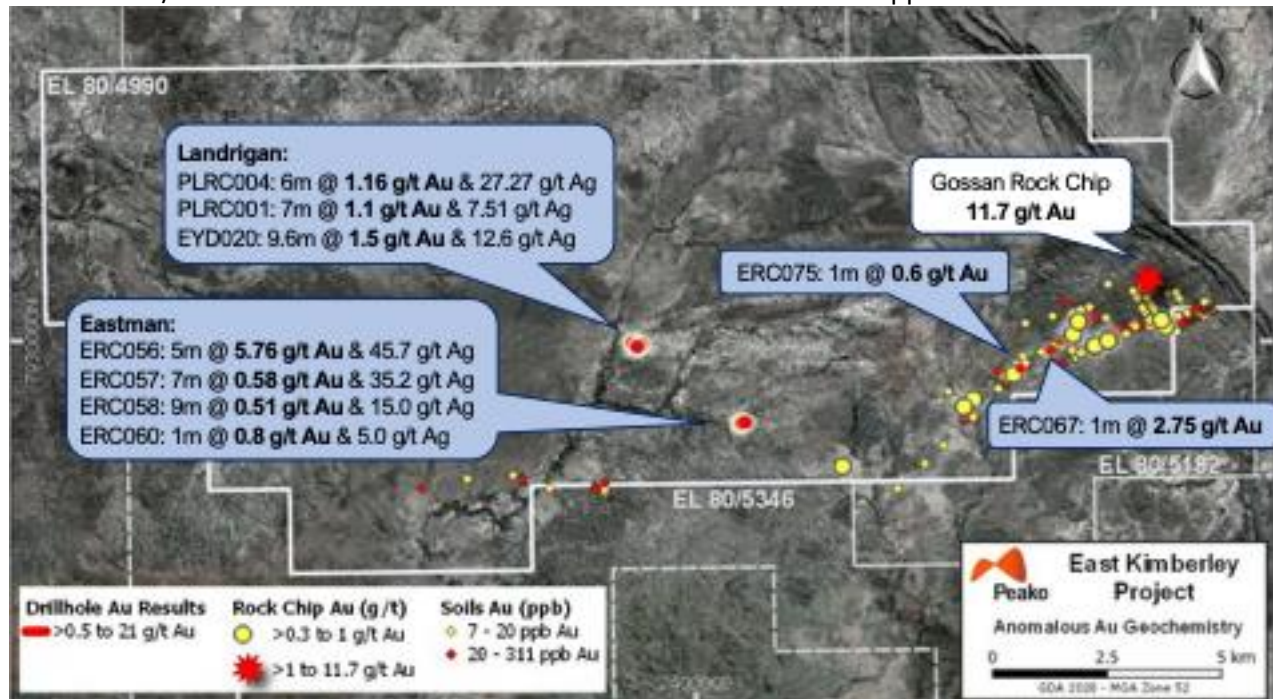 N
EL 80/4990
Landrigan:
PLRC004: 6m @ 1.16 g/t Au & 27.27 g/t Ag
PLRC001: 7m @ 1.1 g/t Au & 7.51 g/t Ag
EYD020: 9.6m @ 1.5 g/t Au & 12.6 g/t Ag
Gossan Rock Chip
11.7 g/t Au
ERC075: 1m @ 0.6 g/t Au
Eastman:
ERC056: 5m @ 5.76 g/t Au & 45.7 g/t Ag
ERC057: 7m @ 0.58 g/t Au & 35.2 g/t Ag
ERC058: 9m @ 0.51 g/t Au & 15.0 g/t Ag
ERC060: 1m @ 0.8 g/t Au & 5.0 g/t Ag
ERC067: 1m @ 2.75 g/t Au
EL 80/5182
EL 80/5346
Drillhole Au Results
>0.5 to 21 g/t Au
Rock Chip Au (g/t)
>0.3 to 1 g/t Au
>1 to 11.7 g/t Au
Soils Au (ppb)
7 - 20 ppb Au
20 - 311 ppb Au
Peako
East Kimberley
Project
Anomalous Au Geochemistry
0 2.5 5 km
GDA 2020 - MGA Zone 52